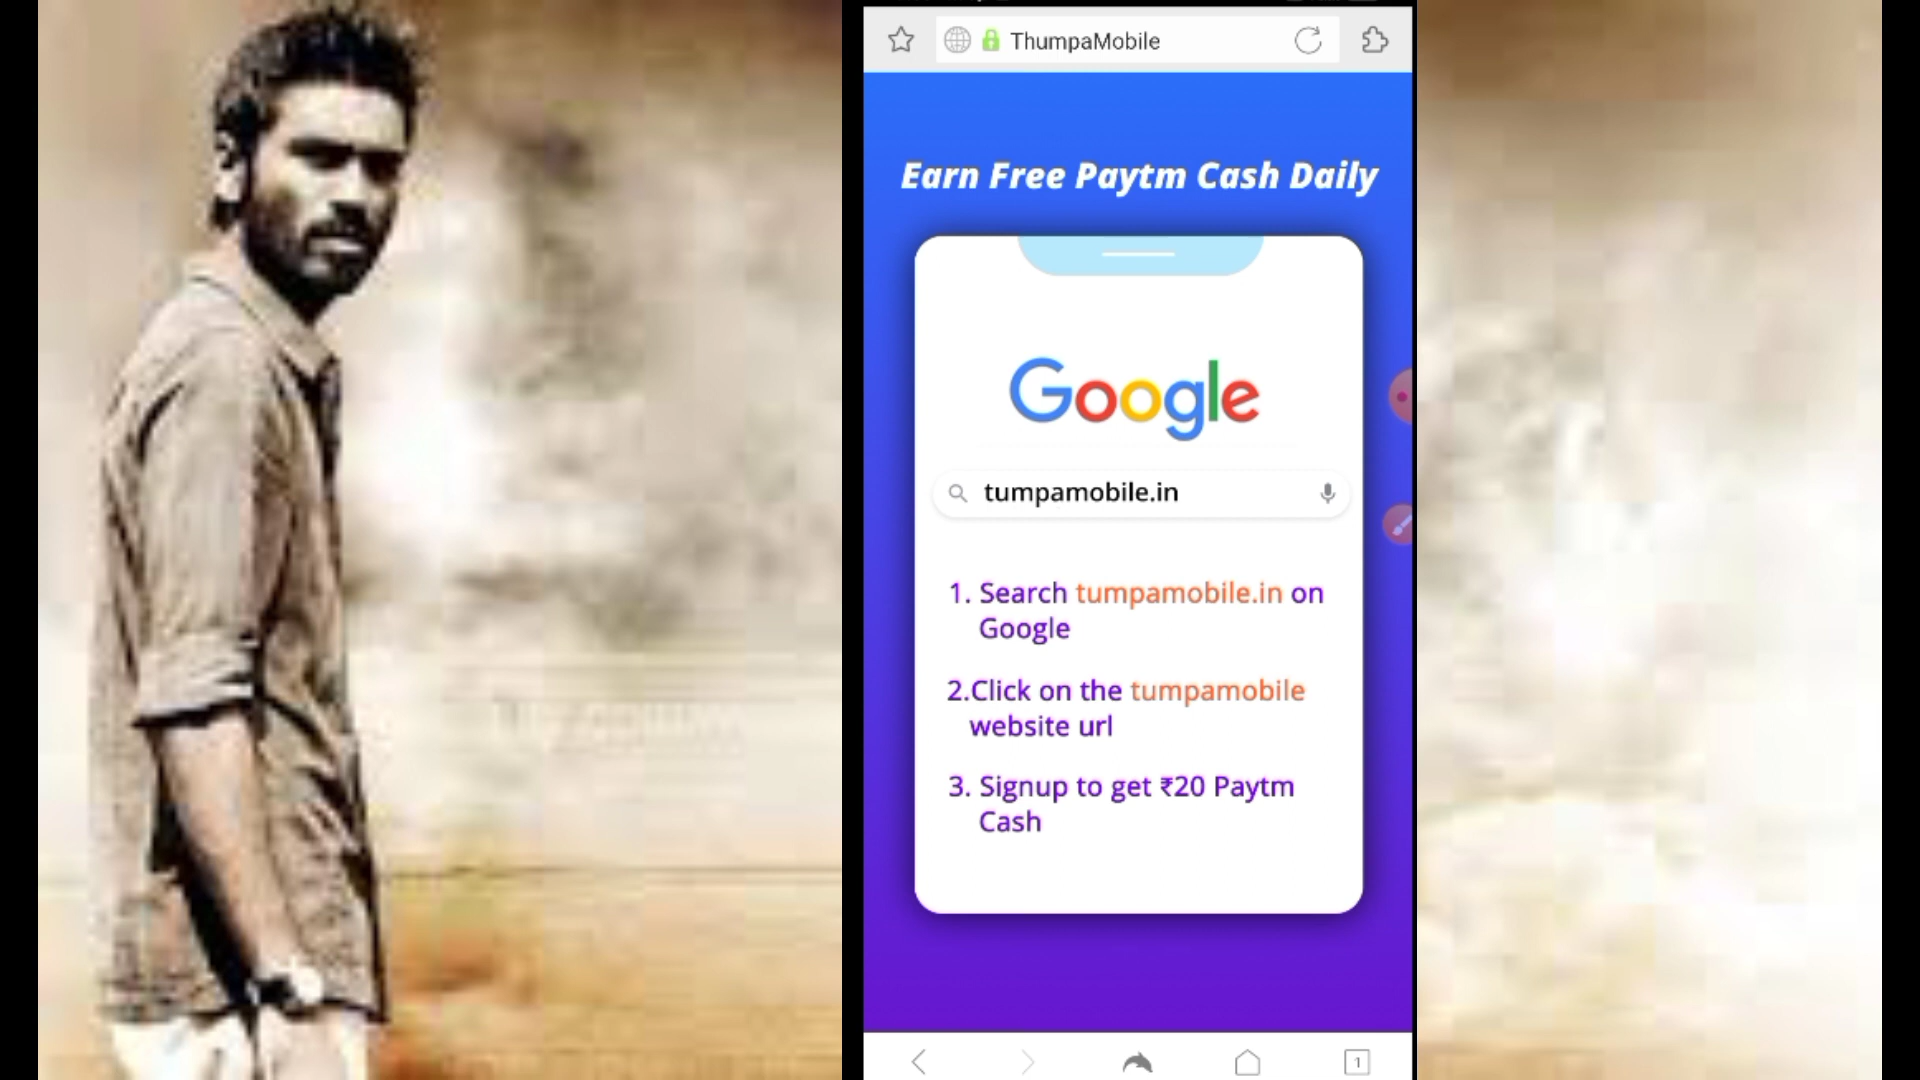 ThumpaMobile
Earn Free Paytm Cash Daily
Google
tumpamobile.in
1. Search tumpamobile.in on
Google
2.Click on the tumpamobile
website url
3. Signup to get ₹20 Paytm
Cash
1